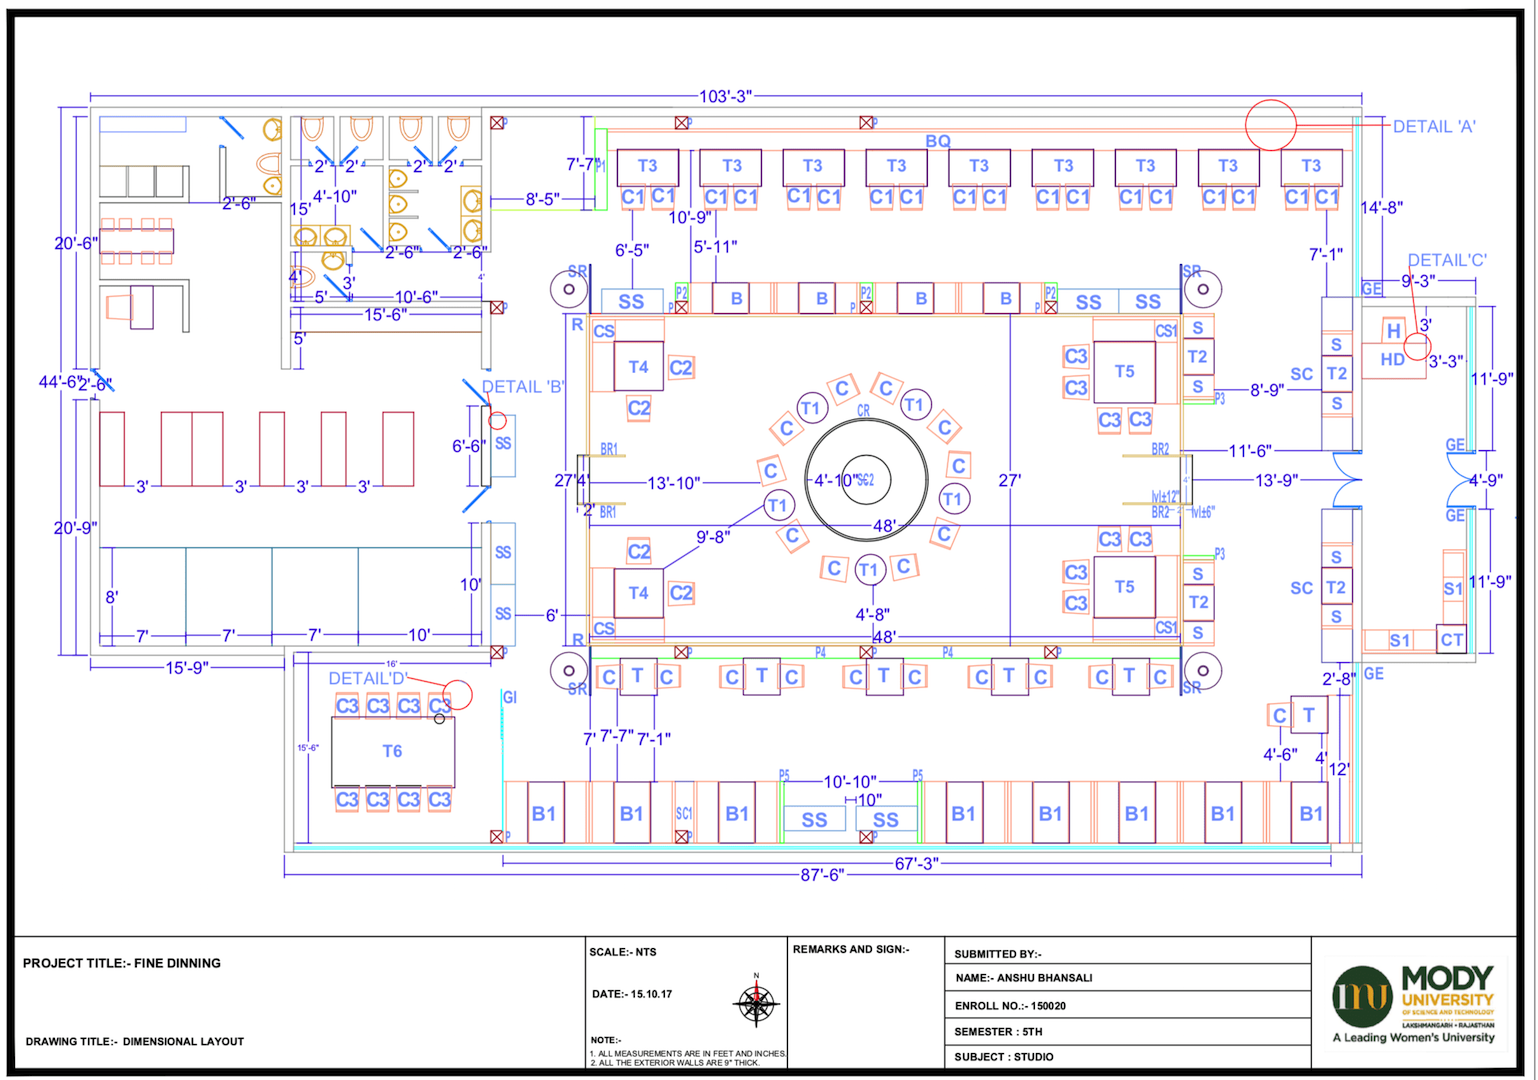 103'-3"
DETAIL 'A'
P P P
BQ
T3 T3 T3 T3 T3 T3 T3 T3 T3
7'-7" P1
2' 2' 2' 2'
C1 C1 C1 C1 C1 C1 C1 C1 C1 C1 C1 C1 C1 C1 C1 C1 C1 C1
4'-10"
2'-6" 15' 8'-5" 14'-8"
10'-9"
20'-6" 2'-6" 2'-6" 6'-5" 5'-11" 7'-1"
DETAIL'C'
4' 3' 4' SR SR 9'-3"
GE
5' 10'-6" SS P2 B B P2 B B P2 SS SS
15'-6" P P P
R CS CS1 S 3'
5' H
T4 C2 C3 T5 T2 S HD 3'-3"
SC T2
44'-6" 2'-6" DETAIL 'B' C C C3 S 8'-9" 11'-9"
C2 T1 CR T1 C3 C3 P3 S
C C
6'-6" SS BR1 BR2 11'-6" GE
C C
3' 3' 3' 3' 27' 4' 13'-10" 4'-10" SC2 27' 4' 13'-9" 4'-9"
2' BR1 T1 T1 lvl±12" BR2 2' lvl±6" GE
20'-9" 48'
9'-8" C C
SS C2 C3 C3 P3 S
C T1 C C3 S
10' T4 C2 T5 T2 SC T2 S1 11'-9"
8' SS 6' 4'-8" C3 S
7' 7' 7' 10' R CS 48' CS1 S S1 CT
15'-9" 16' P P P4 P P4 P
DETAIL'D' SR C T C C T C C T C C T C C T C SR 2'-8" GE
C3 C3 C3 C3 GI
C T
15'-6" T6 7' 7'-7" 7'-1" 4'-6" 4' 12'
P5 10'-10" P5
C3 C3 C3 C3 10"
B1 B1 SC1 B1 SS SS B1 B1 B1 B1 B1
P P P
67'-3"
87'-6"
PROJECT TITLE:- FINE DINNING
DRAWING TITLE:- DIMENSIONAL LAYOUT
SCALE:- NTS
DATE:- 15.10.17
N
NOTE:-
1. ALL MEASUREMENTS ARE IN FEET AND INCHES.
2. ALL THE EXTERIOR WALLS ARE 9" THICK.
REMARKS AND SIGN:-
SUBMITTED BY:-
NAME:- ANSHU BHANSALI
ENROLL NO.:- 150020
SEMESTER : 5TH
SUBJECT : STUDIO
mu
MODY
UNIVERSITY
OF SCIENCE AND TECHNOLOGY
LAKSHMANGARH • RAJASTHAN
A Leading Women's University